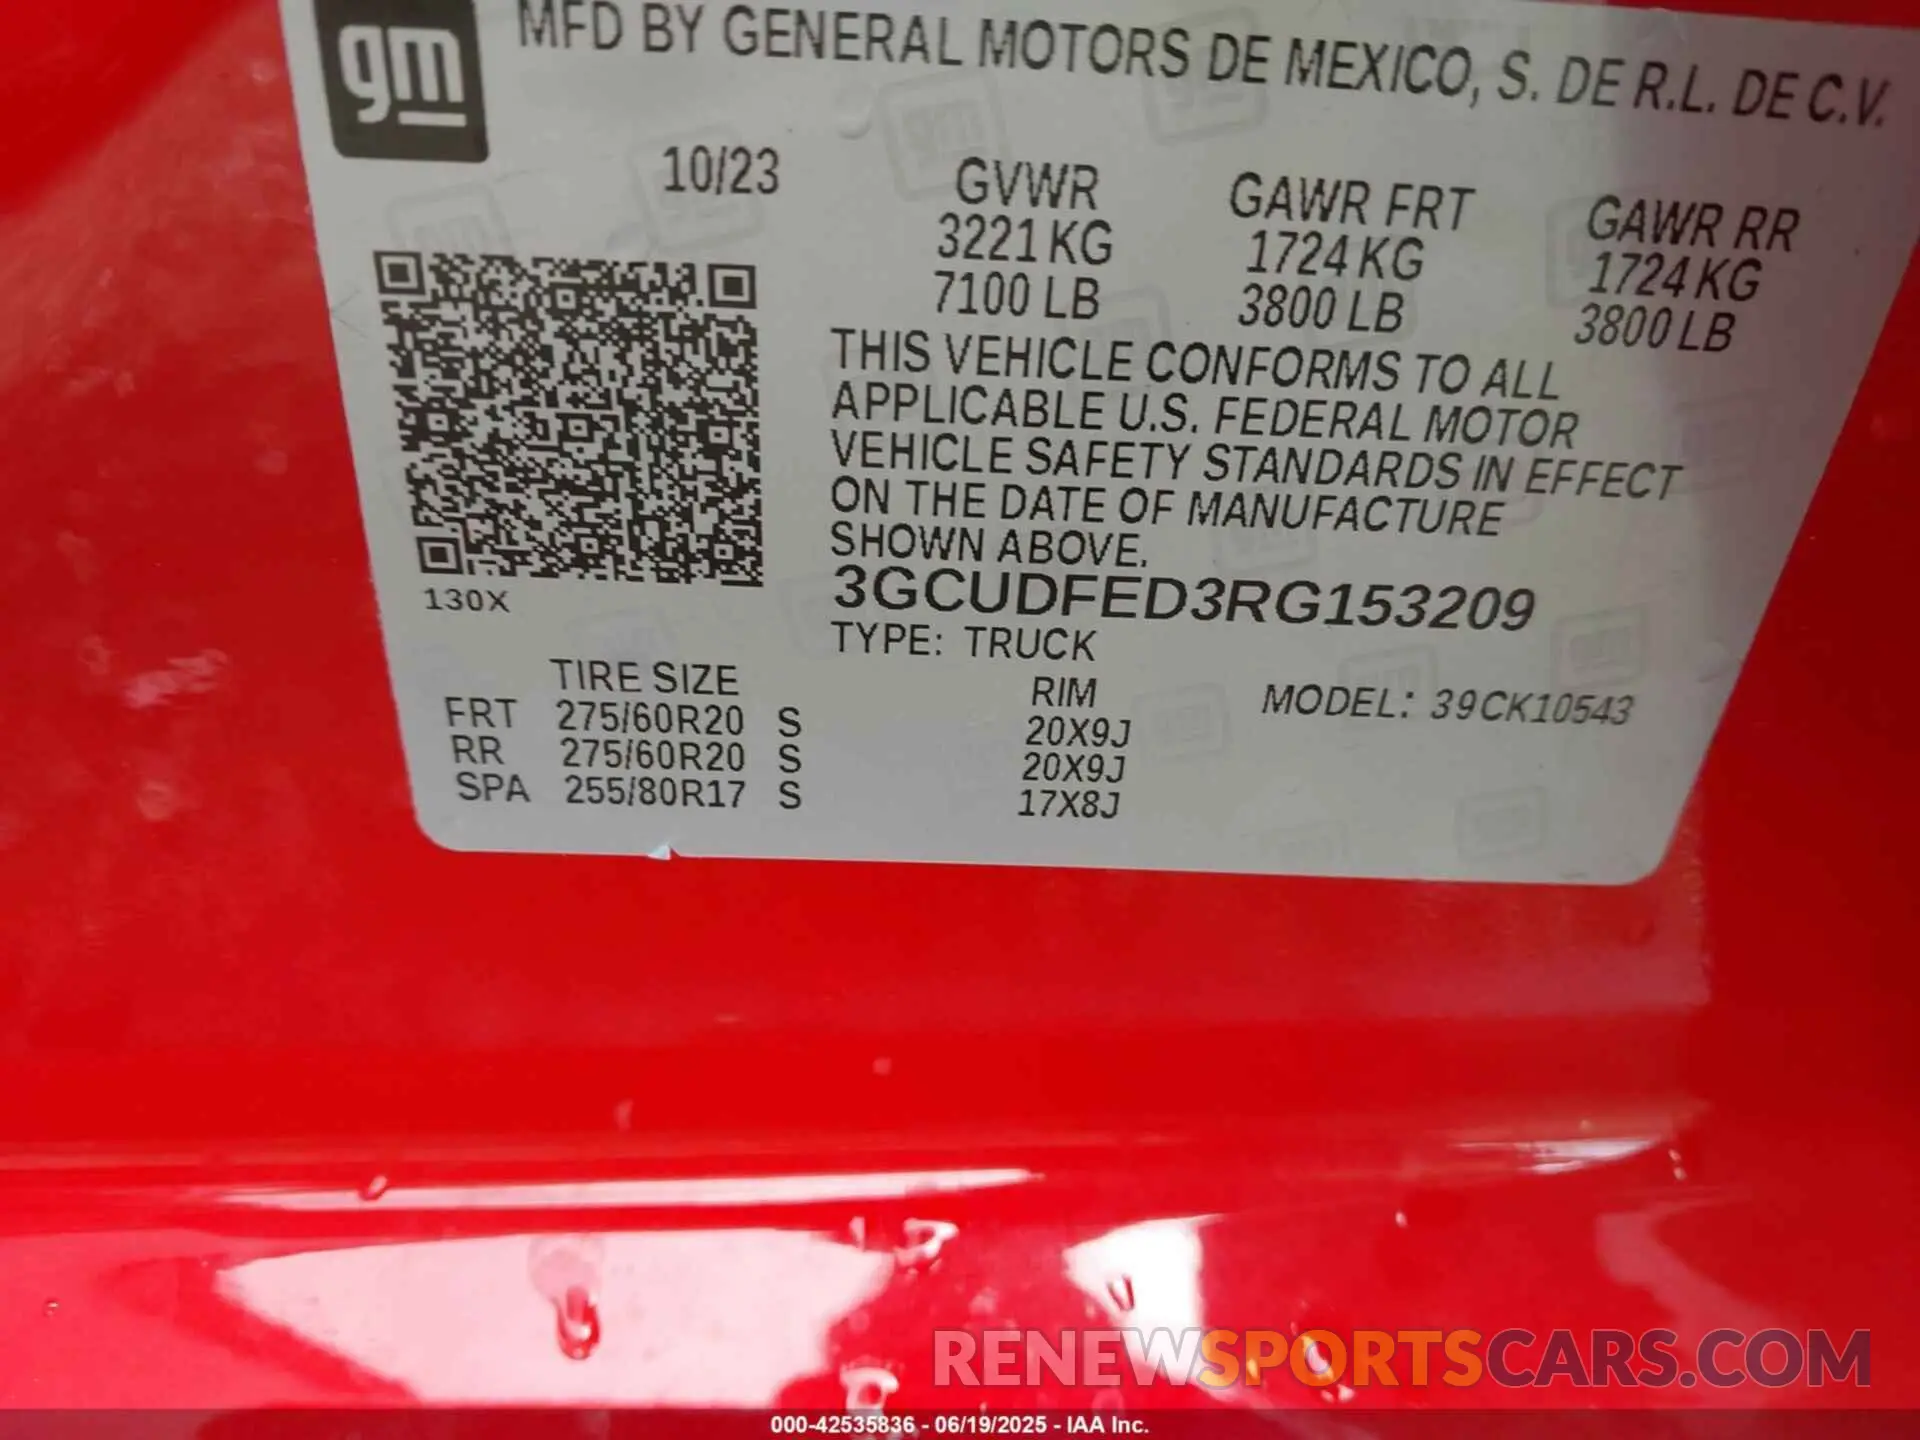 gm
MFD BY GENERAL MOTORS DE MEXICO, S. DE R.L. DE C.V.
10/23
GVWR
3221 KG
7100 LB
GAWR FRT
1724 KG
3800 LB
GAWR RR
1724 KG
3800 LB
THIS VEHICLE CONFORMS TO ALL
APPLICABLE U.S. FEDERAL MOTOR
VEHICLE SAFETY STANDARDS IN EFFECT
ON THE DATE OF MANUFACTURE
SHOWN ABOVE.
3GCUDFED3RG153209
TYPE: TRUCK
130X
TIRE SIZE RIM MODEL: 39CK10543
FRT 275/60R20 S 20X9J
RR 275/60R20 S 20X9J
SPA 255/80R17 S 17X8J
RENEWSPORTSCARS.COM
000-42535836 - 06/19/2025 - IAA Inc.